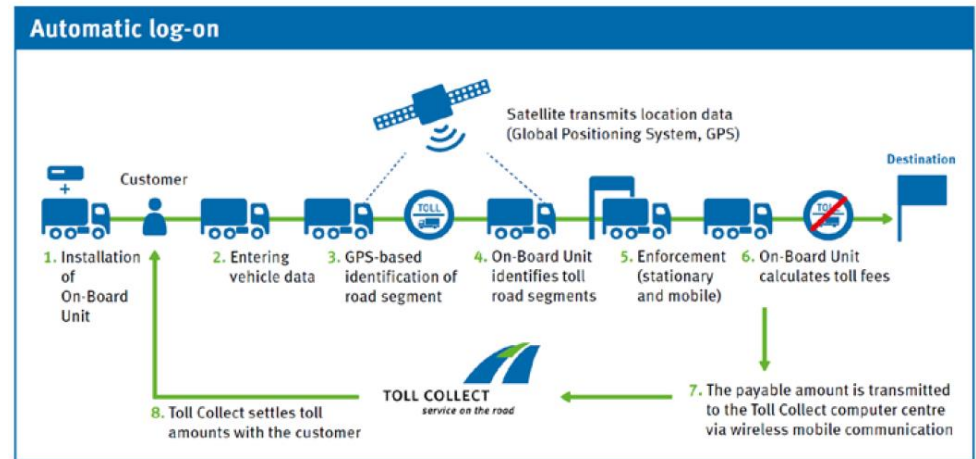 Automatic log-on
Satellite transmits location data
(Global Positioning System, GPS)
Destination
Customer
+
TOLL
TOLL
1. Installation
of
On-Board
Unit
2. Entering
vehicle data
3. GPS-based
identification of
road segment
4. On-Board Unit
identifies toll
road segments
5. Enforcement
(stationary
and mobile)
6. On-Board Unit
calculates toll fees
7. The payable amount is transmitted
to the Toll Collect computer centre
via wireless mobile communication
TOLL COLLECT
service on the road
8. Toll Collect settles toll
amounts with the customer